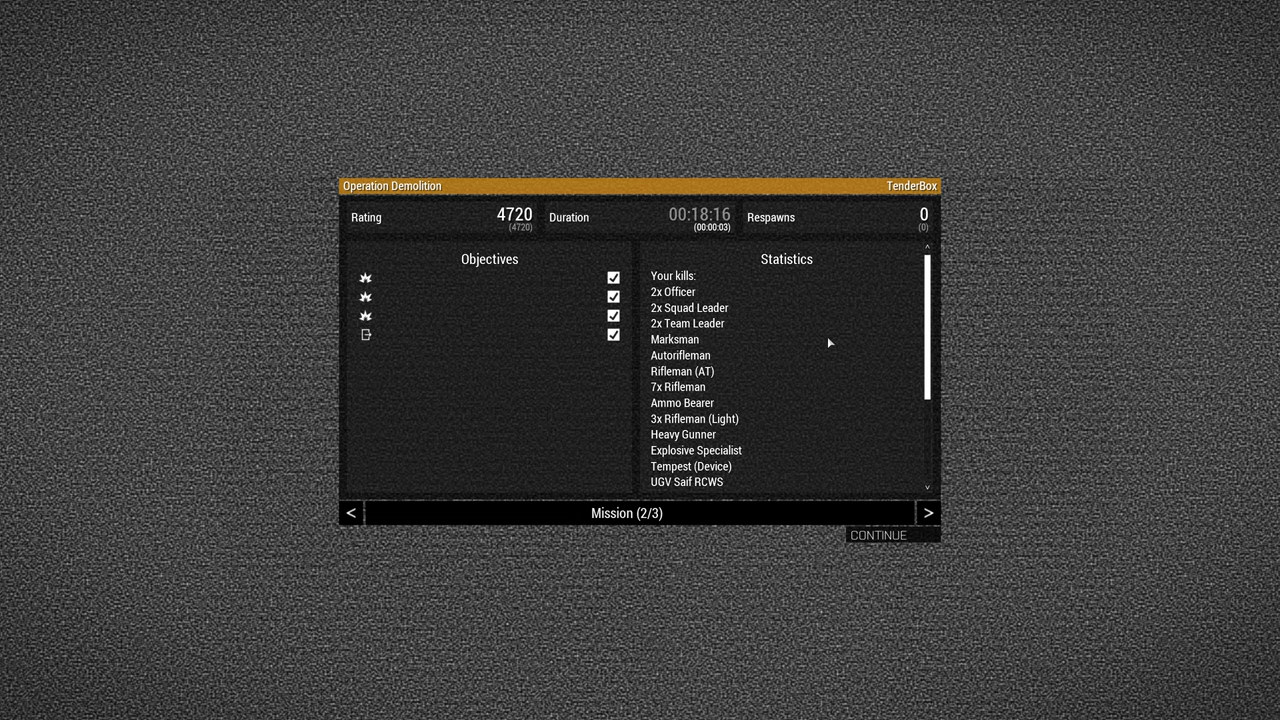 Operation Demolition TenderBox
Rating 4720 Duration 00:18:16 Respawns 0
(4720) (00:00:03) (0)
Objectives
Statistics
Your kills:
2x Officer
2x Squad Leader
2x Team Leader
Marksman
Autorifleman
Rifleman (AT)
7x Rifleman
Ammo Bearer
3x Rifleman (Light)
Heavy Gunner
Explosive Specialist
Tempest (Device)
UGV Saif RCWS
< Mission (2/3) >
CONTINUE